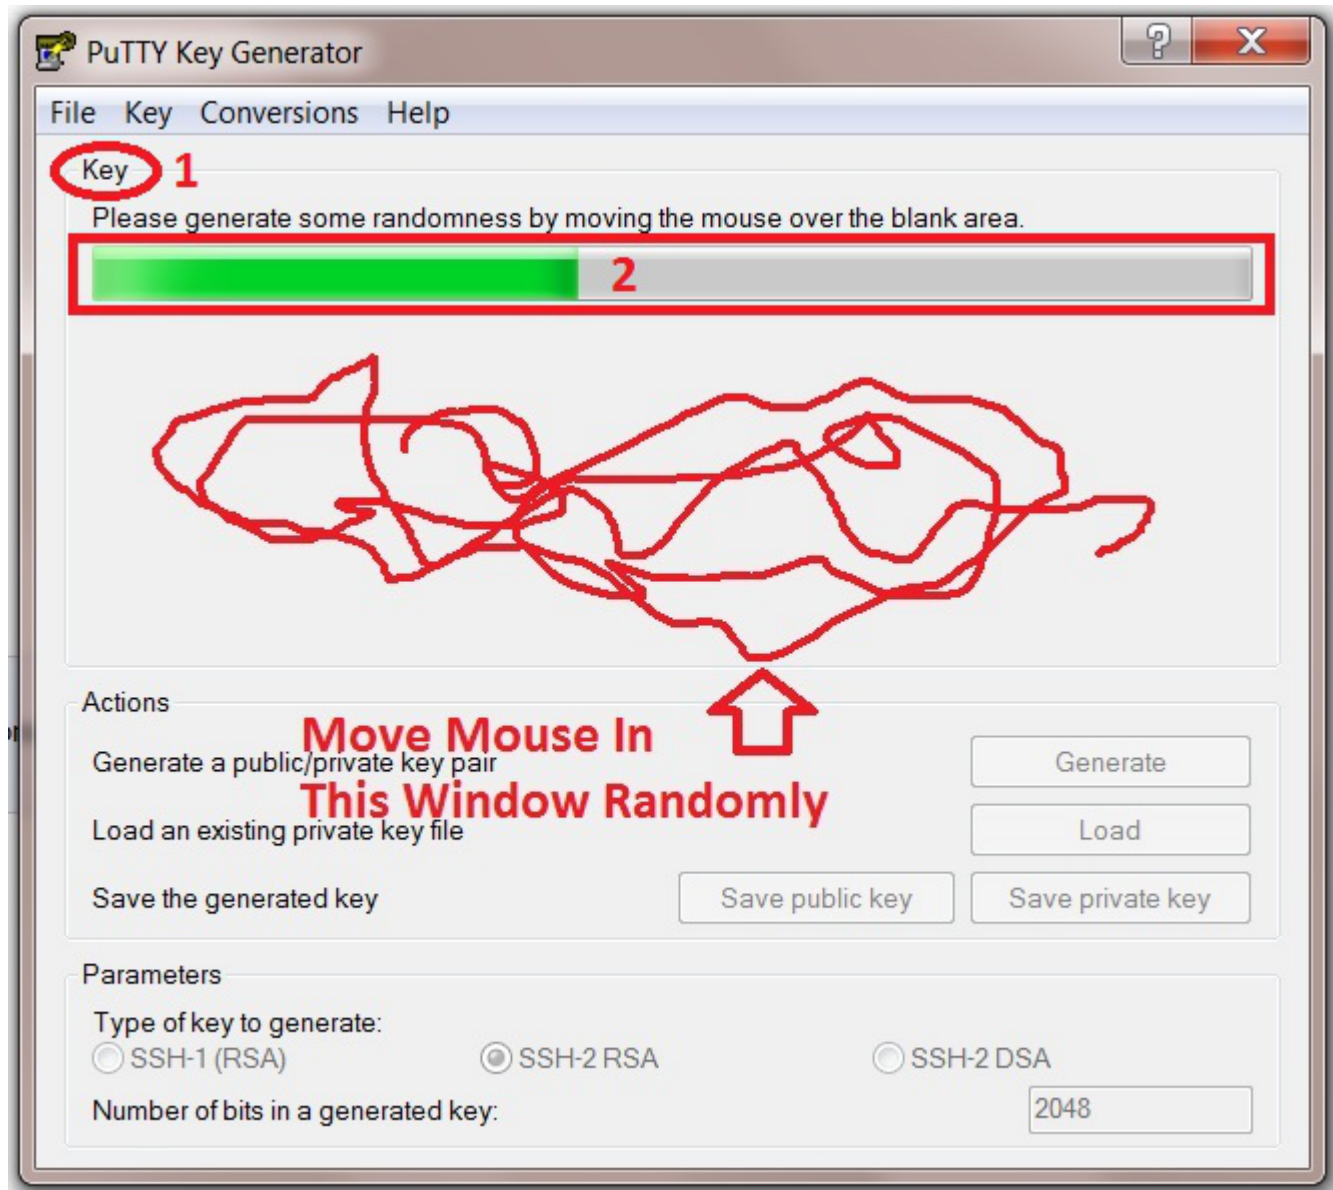 PuTTY Key Generator
File Key Conversions Help
Key 1
Please generate some randomness by moving the mouse over the blank area.
2
Actions
Move Mouse In
Generate a public/private key pair Generate
This Window Randomly
Load an existing private key file Load
Save the generated key Save public key Save private key
Parameters
Type of key to generate:
SSH-1 (RSA) SSH-2 RSA SSH-2 DSA
Number of bits in a generated key: 2048